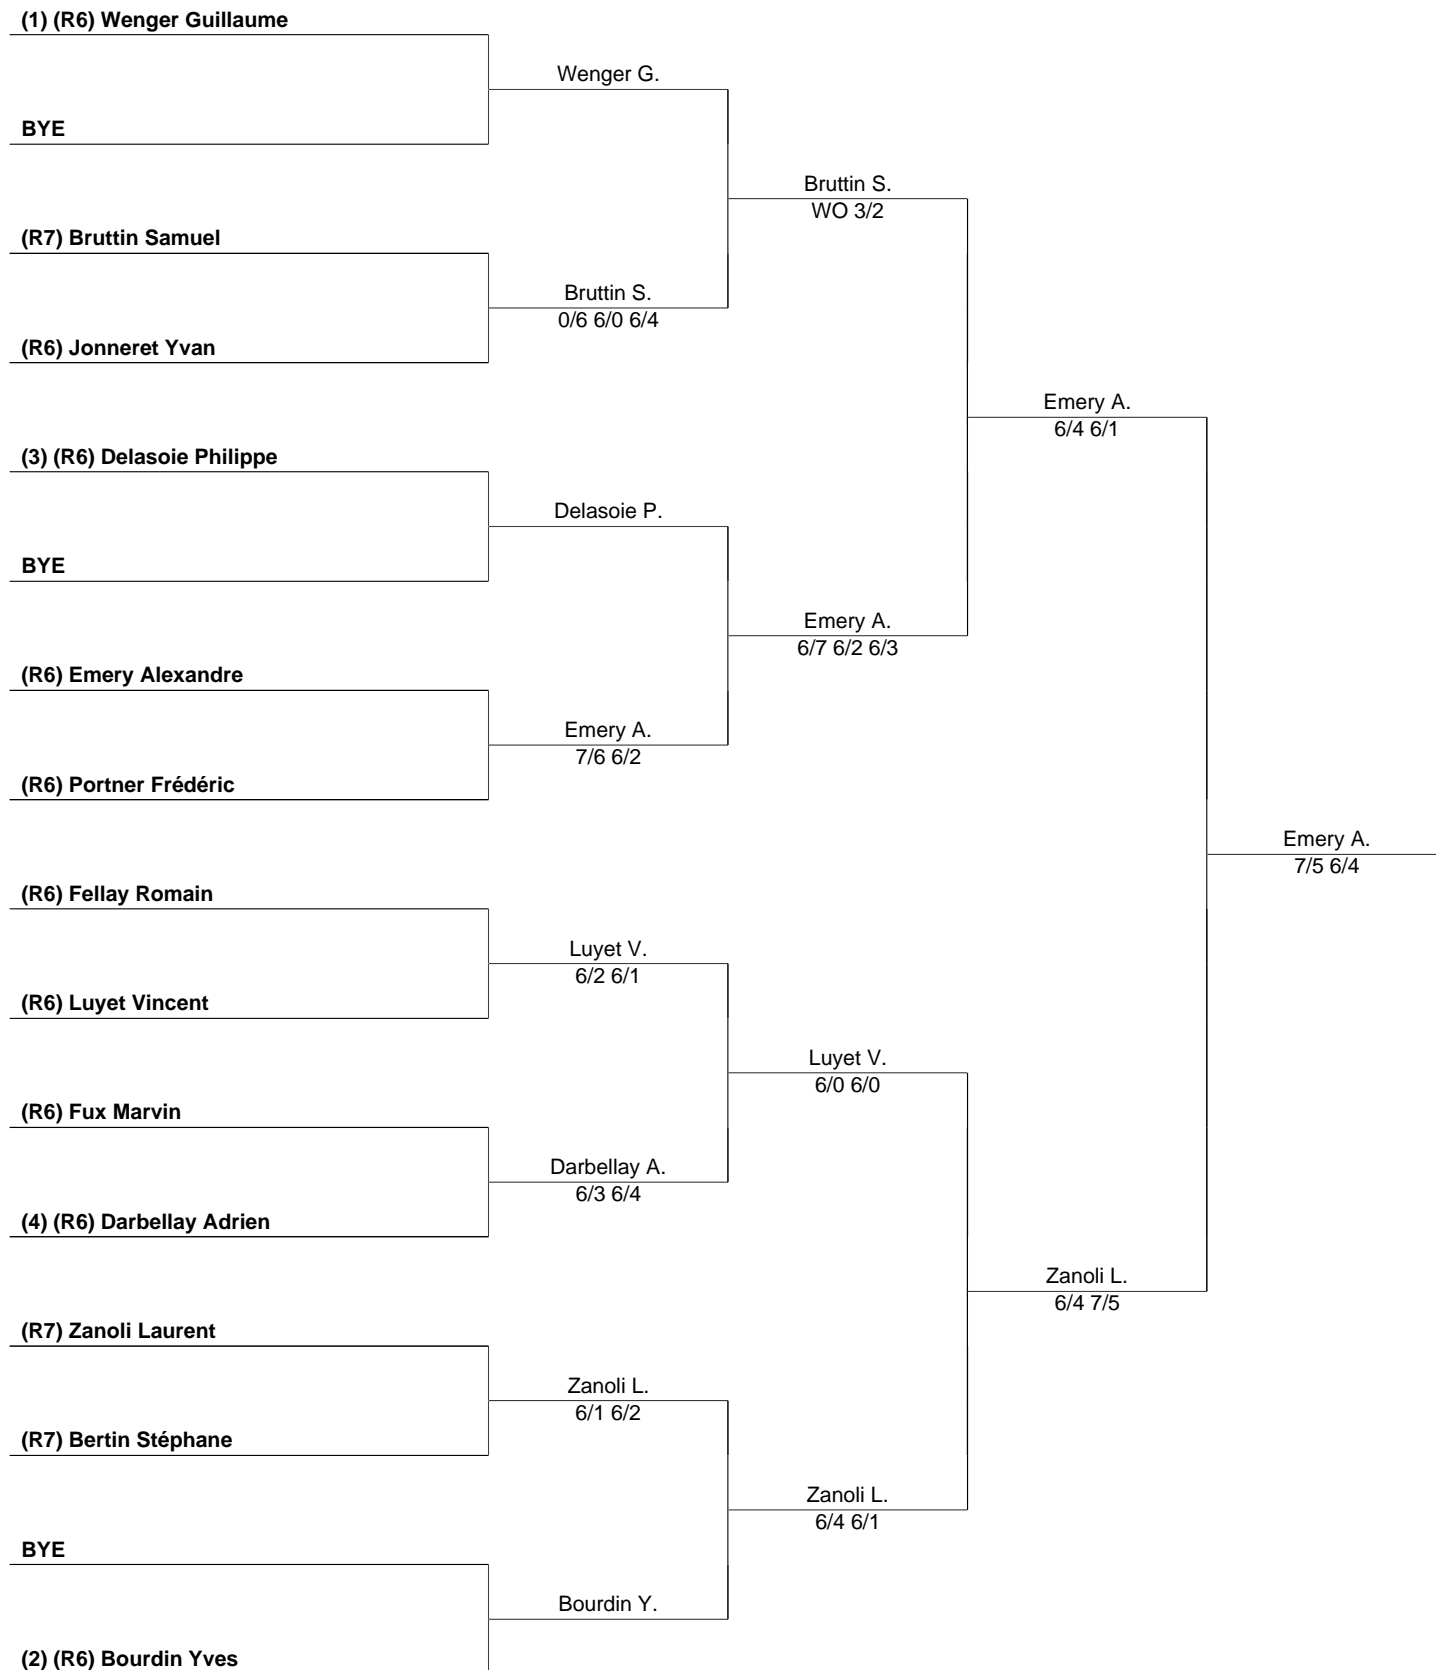 (1) (R6) Wenger Guillaume
Wenger G.
BYE
Bruttin S.
WO 3/2
(R7) Bruttin Samuel
Bruttin S.
0/6 6/0 6/4
(R6) Jonneret Yvan
Emery A.
6/4 6/1
(3) (R6) Delasoie Philippe
Delasoie P.
BYE
Emery A.
6/7 6/2 6/3
(R6) Emery Alexandre
Emery A.
7/6 6/2
(R6) Portner Frédéric
Emery A.
7/5 6/4
(R6) Fellay Romain
Luyet V.
6/2 6/1
(R6) Luyet Vincent
Luyet V.
6/0 6/0
(R6) Fux Marvin
Darbellay A.
6/3 6/4
(4) (R6) Darbellay Adrien
Zanoli L.
6/4 7/5
(R7) Zanoli Laurent
Zanoli L.
6/1 6/2
(R7) Bertin Stéphane
Zanoli L.
6/4 6/1
BYE
Bourdin Y.
(2) (R6) Bourdin Yves